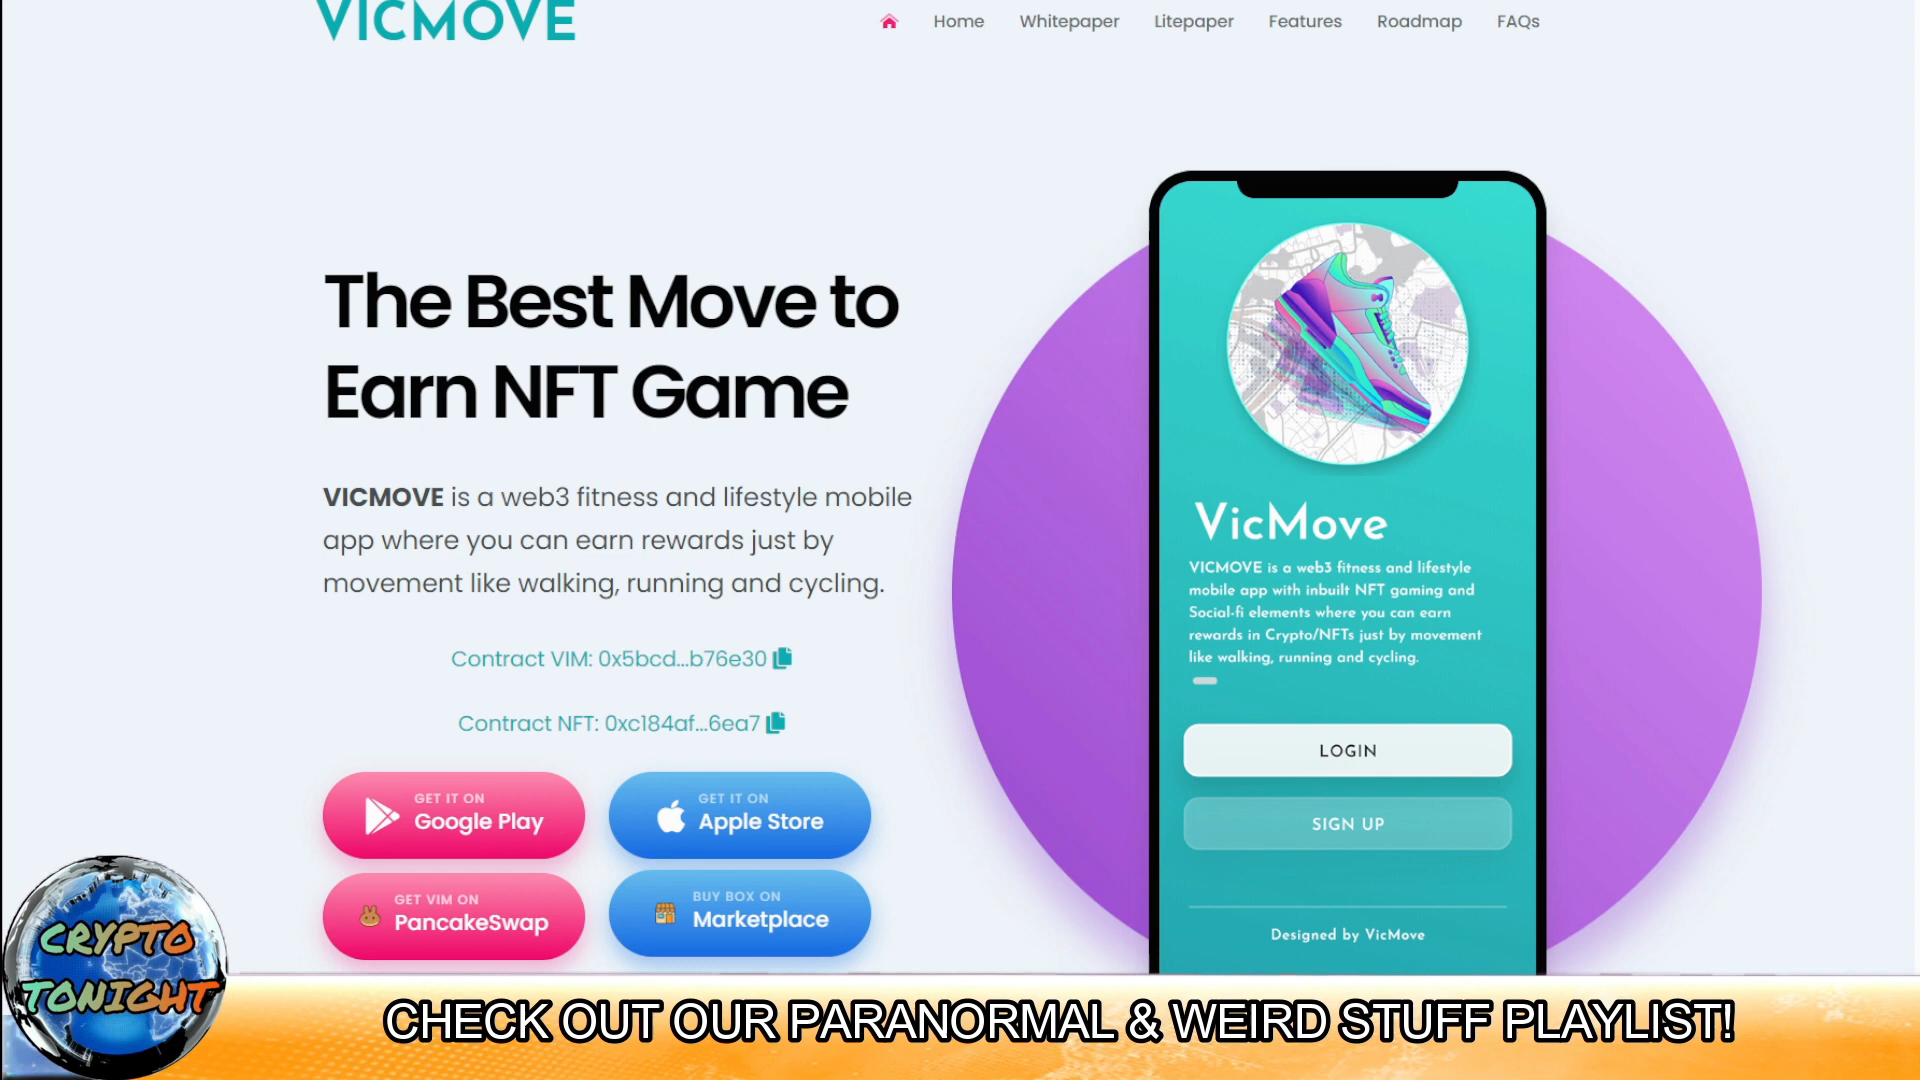 VICMOVE
Home Whitepaper Litepaper Features Roadmap FAQs
The Best Move to
Earn NFT Game
VICMOVE is a web3 fitness and lifestyle mobile
app where you can earn rewards just by
movement like walking, running and cycling.
Contract VIM: 0x5bcd...b76e30
Contract NFT: 0xc184af...6ea7
GET IT ON
Google Play
GET IT ON
Apple Store
GET VIM ON
PancakeSwap
BUY BOX ON
Marketplace
VicMove
VICMOVE is a web3 fitness and lifestyle
mobile app with inbuilt NFT gaming and
Social-fi elements where you can earn
rewards in Crypto/NFTs just by movement
like walking, running and cycling.
LOGIN
SIGN UP
Designed by VicMove
CRYPTO
TONIGHT
CHECK OUT OUR PARANORMAL & WEIRD STUFF PLAYLIST!